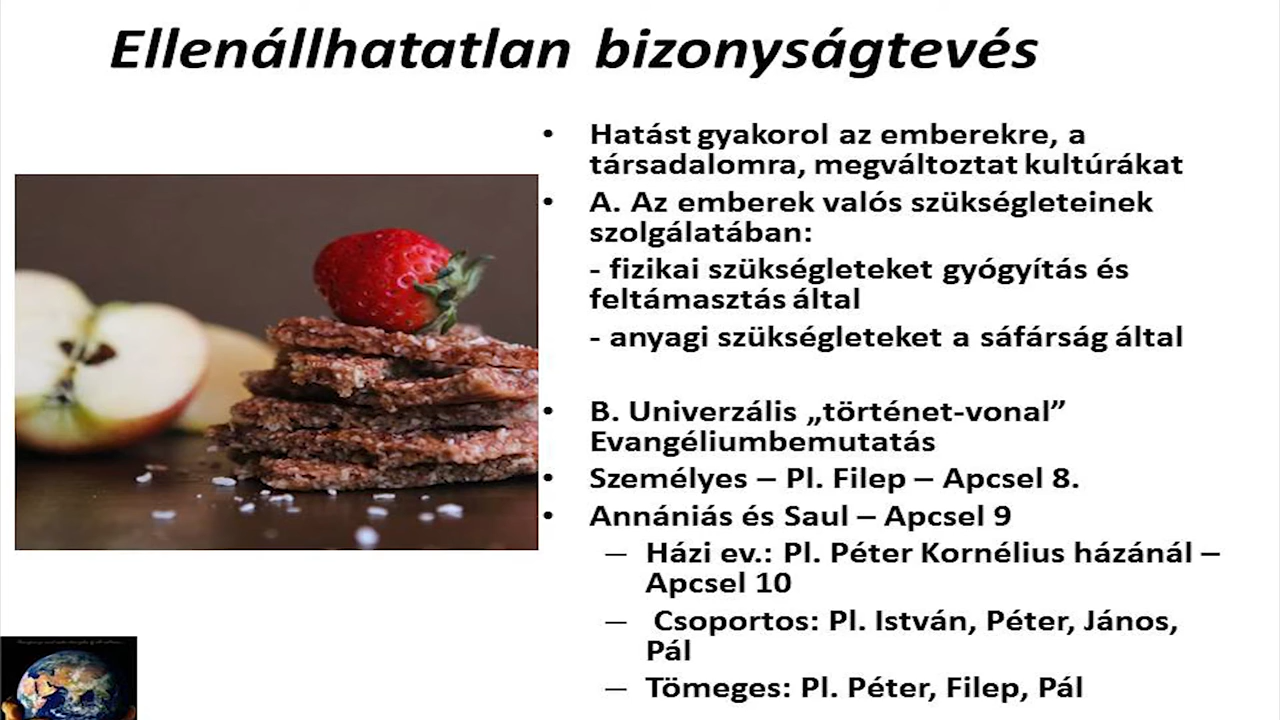 Ellenállhatatlan bizonyságtevés
• Hatást gyakorol az emberekre, a
társadalomra, megváltoztat kultúrákat
• A. Az emberek valós szükségleteinek
szolgálatában:
- fizikai szükségleteket gyógyítás és
feltámasztás által
- anyagi szükségleteket a sáfárság által
• B. Univerzális „történet-vonal”
Evangéliumbemutatás
• Személyes – Pl. Filep – Apcsel 8.
• Annániás és Saul – Apcsel 9
– Házi ev.: Pl. Péter Kornélius házánál –
Apcsel 10
– Csoportos: Pl. István, Péter, János,
Pál
– Tömeges: Pl. Péter, Filep, Pál